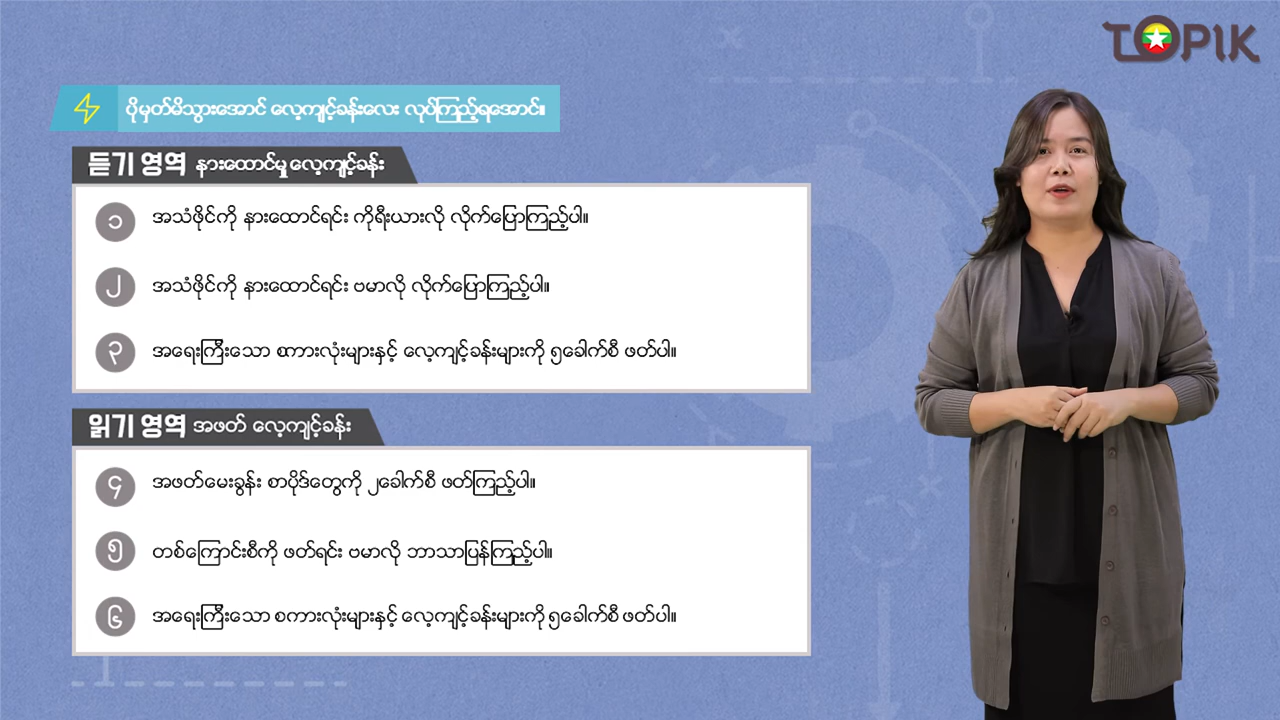 TOPIK
ပိုမှတ်မိသွားအောင် လေ့ကျင့်ခန်းလေး လုပ်ကြည့်ရအောင်။
듣기 영역 နားထောင်မှု လေ့ကျင့်ခန်း
၁ အသံဖိုင်ကို နားထောင်ရင်း ကိုရီးယားလို လိုက်ပြောကြည့်ပါ။
၂ အသံဖိုင်ကို နားထောင်ရင်း ဗမာလို လိုက်ပြောကြည့်ပါ။
၃ အရေးကြီးသော စကားလုံးများနှင့် လေ့ကျင့်ခန်းများကို ၅ခေါက်စီ ဖတ်ပါ။
읽기 영역 အဖတ် လေ့ကျင့်ခန်း
၄ အဖတ်မေးခွန်း စာပိုဒ်တွေကို ၂ခေါက်စီ ဖတ်ကြည့်ပါ။
၅ တစ်ကြောင်းစီကို ဖတ်ရင်း ဗမာလို ဘာသာပြန်ကြည့်ပါ။
၆ အရေးကြီးသော စကားလုံးများနှင့် လေ့ကျင့်ခန်းများကို ၅ခေါက်စီ ဖတ်ပါ။